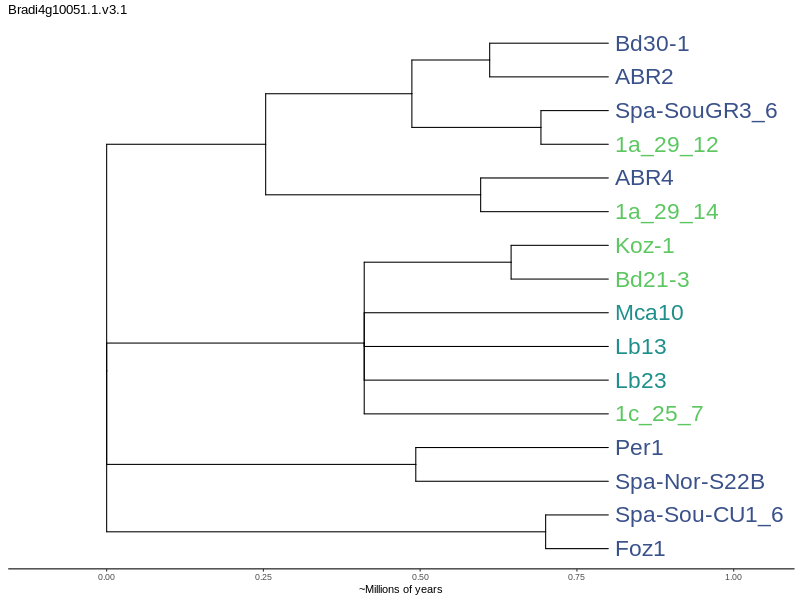 Bradi4g10051.1.v3.1
Bd30-1
ABR2
Spa-SouGR3_6
1a_29_12
ABR4
1a_29_14
Koz-1
Bd21-3
Mca10
Lb13
Lb23
1c_25_7
Per1
Spa-Nor-S22B
Spa-Sou-CU1_6
Foz1
0.00 0.25 0.50 0.75 1.00
~Millions of years